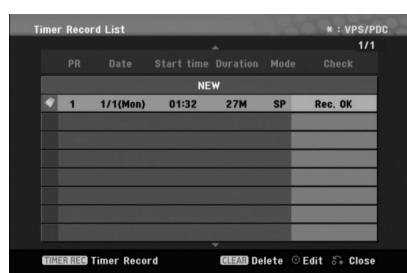 Timer Record List * : VPS/PDC
1/1
PR Date Start time Duration Mode Check
NEW
1 1/1(Mon) 01:32 27M SP Rec. OK
TIMER REC Timer Record CLEAR Delete Edit Close